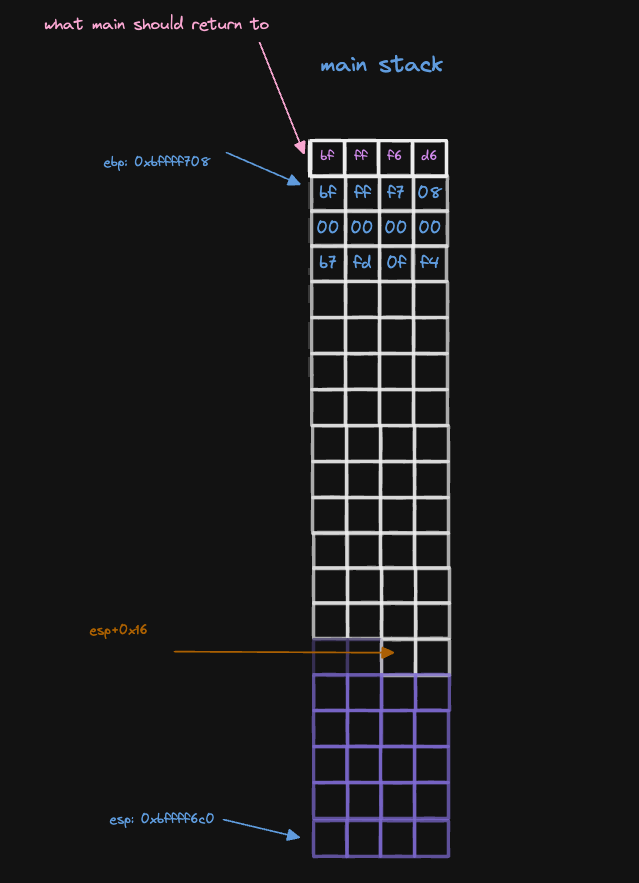 what main should return to
main stack
bf ff f6 d6
ebp: 0xbffff708
bf ff f7 08
00 00 00 00
b7 fd 0f f4
esp+0x16
esp: 0xbffff6c0